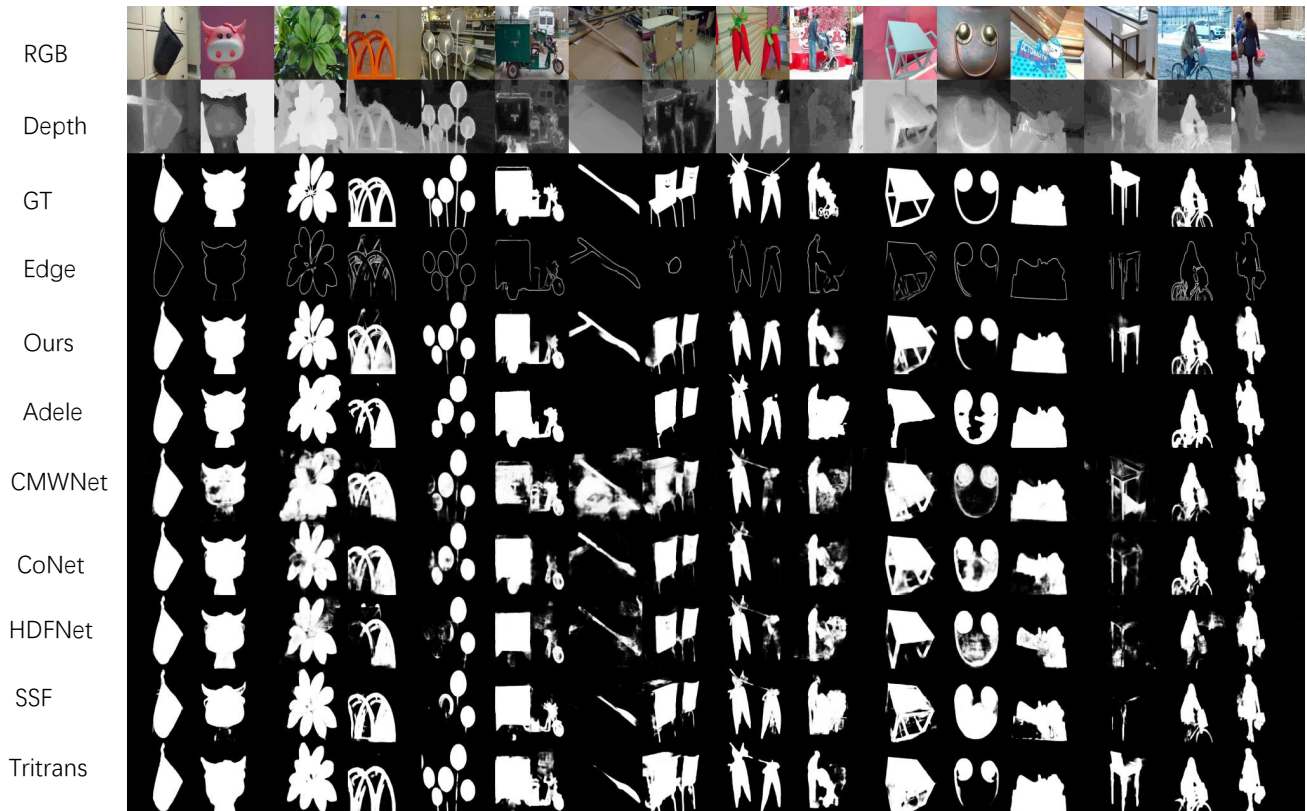 RGB
Depth
GT
Edge
Ours
Adele
CMWNet
CoNet
HDFNet
SSF
Tritrans